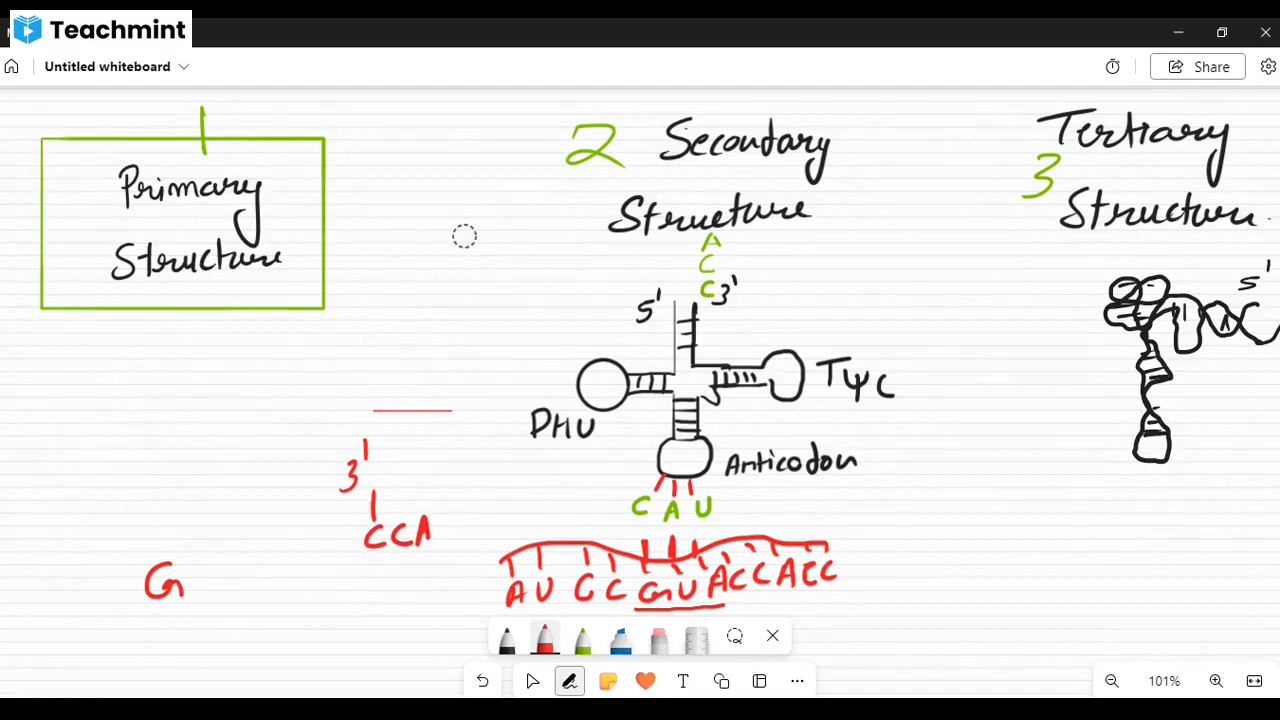 Teachmint
Untitled whiteboard
Share
1
Primary
Structure
2 Secondary
Structure
A
C
C
5' 3'
DHU
TψC
Anticodon
C A U
A U C C G U A C C A C C
3'
CCA
G
Tertiary
3
Structure
5'
101%